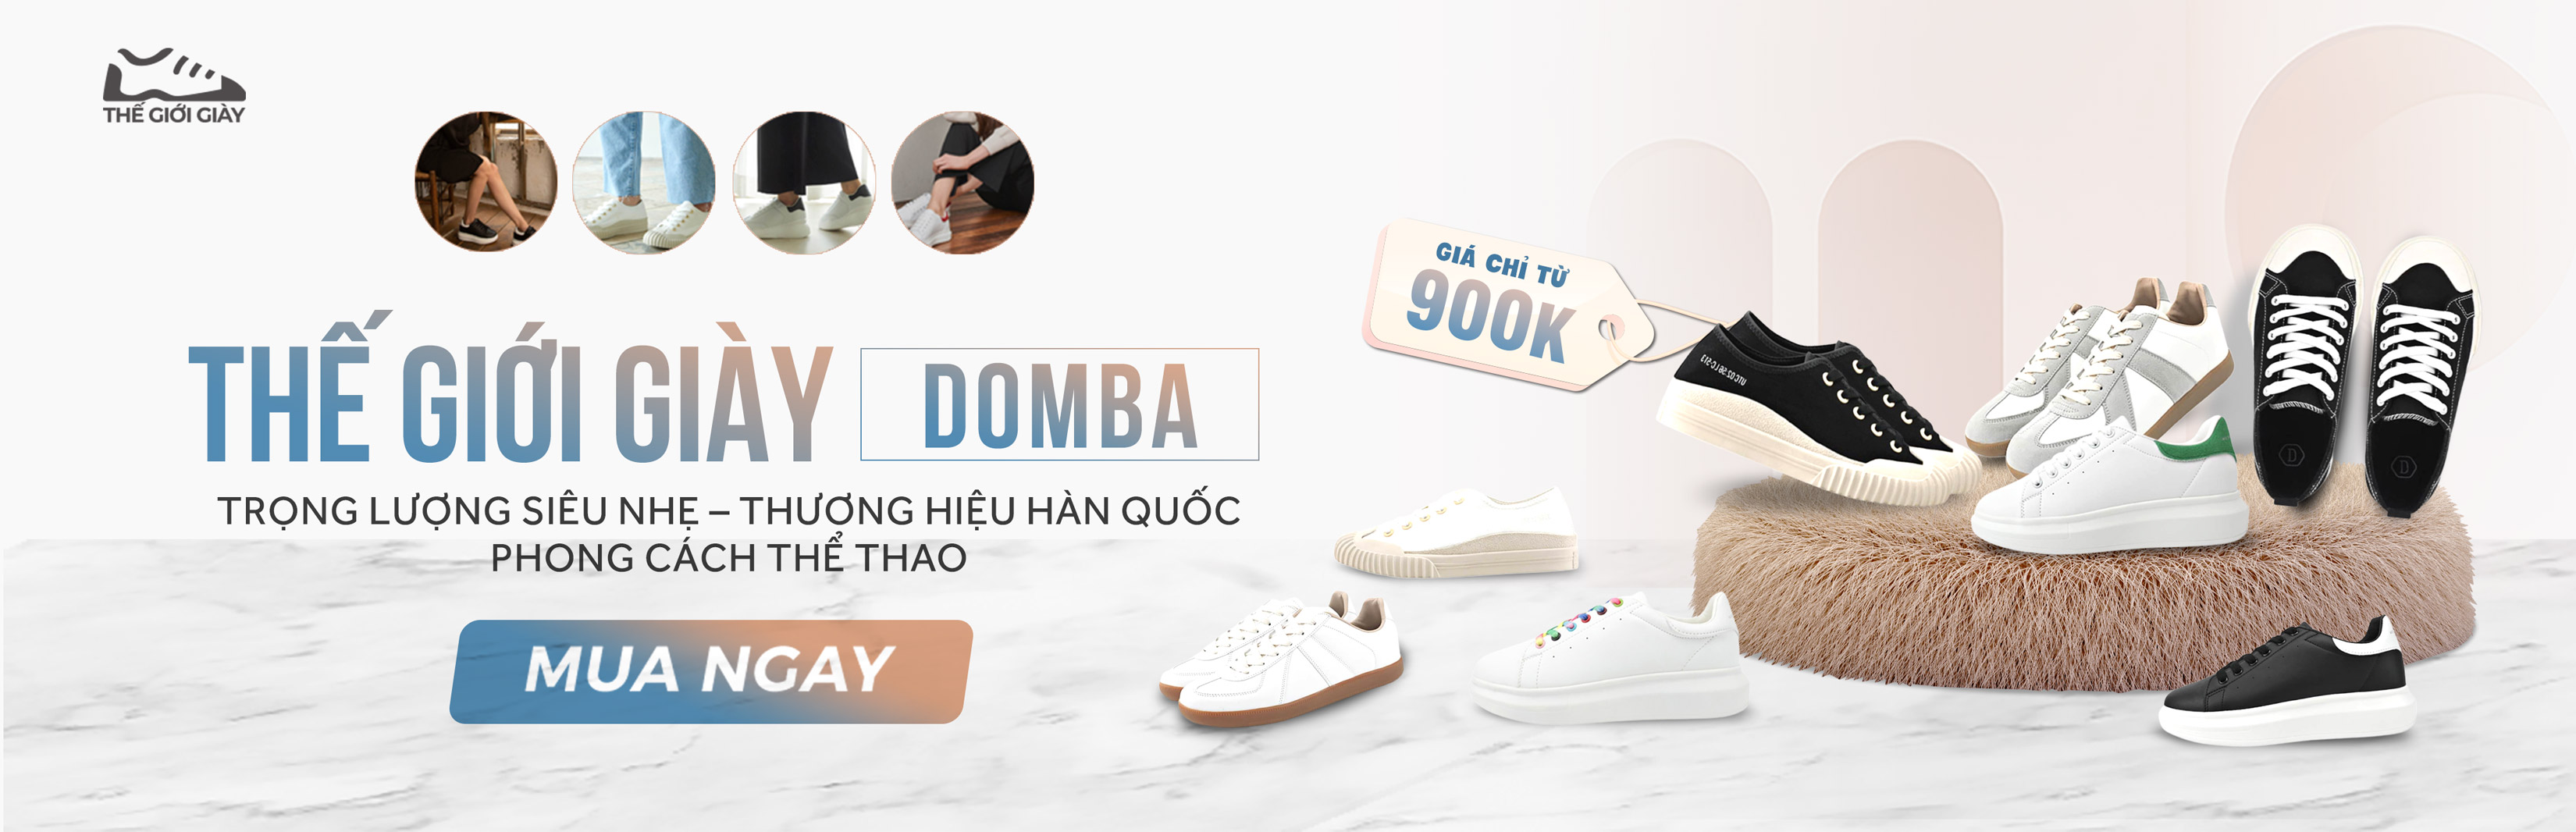 THẾ GIỚI GIÀY
THẾ GIỚI GIÀY DOMBA
TRỌNG LƯỢNG SIÊU NHẸ – THƯƠNG HIỆU HÀN QUỐC
PHONG CÁCH THỂ THAO
MUA NGAY
GIÁ CHỈ TỪ
900K
D
D